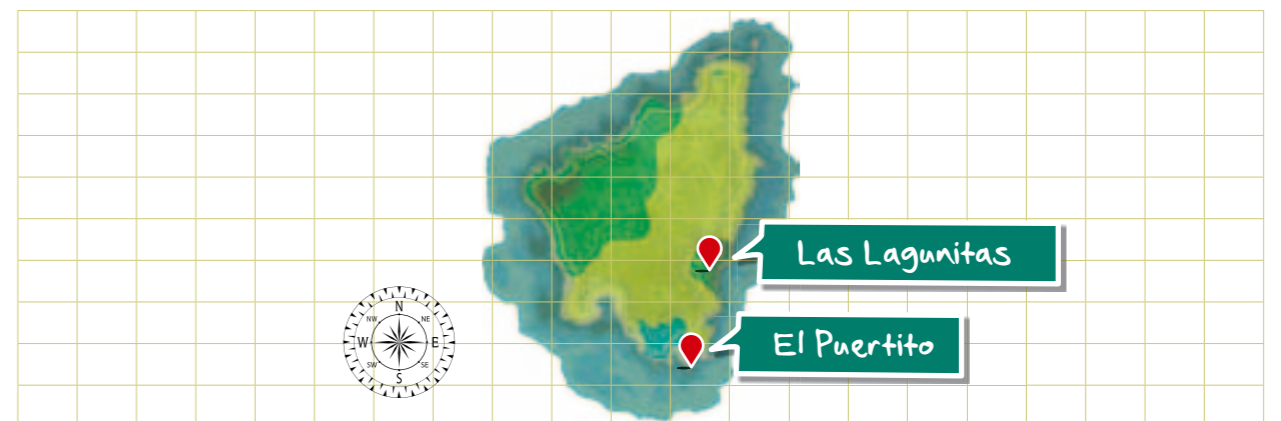 Las Lagunitas
N
NW NE
W E
SW SE
S
El Puertito